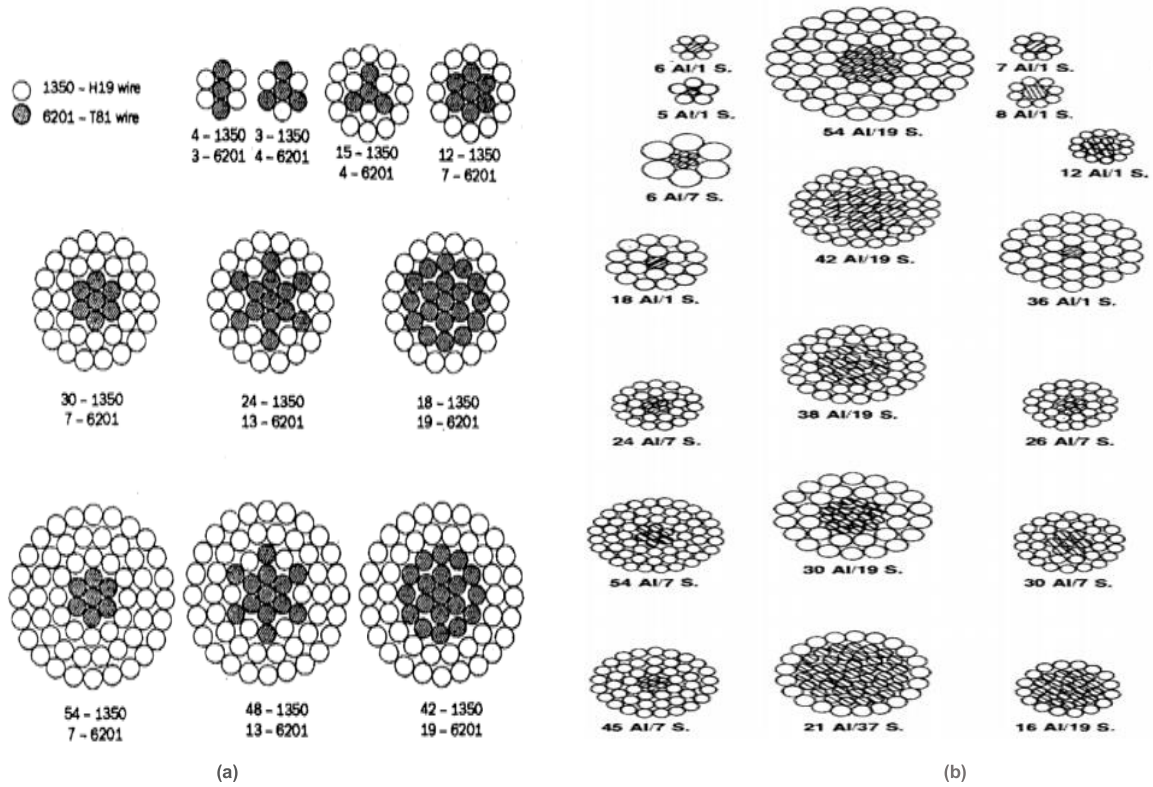 1350 – H19 wire
6201 – T81 wire
4 – 1350
3 – 6201
3 – 1350
4 – 6201
15 – 1350
4 – 6201
12 – 1350
7 – 6201
30 – 1350
7 – 6201
24 – 1350
13 – 6201
18 – 1350
19 – 6201
54 – 1350
7 – 6201
48 – 1350
13 – 6201
42 – 1350
19 – 6201
(a)
6 Al/1 S.
5 Al/1 S.
54 Al/19 S.
7 Al/1 S.
8 Al/1 S.
6 Al/7 S.
12 Al/1 S.
42 Al/19 S.
18 Al/1 S.
36 Al/1 S.
38 Al/19 S.
24 Al/7 S.
26 Al/7 S.
54 Al/7 S.
30 Al/19 S.
30 Al/7 S.
45 Al/7 S.
21 Al/37 S.
16 Al/19 S.
(b)